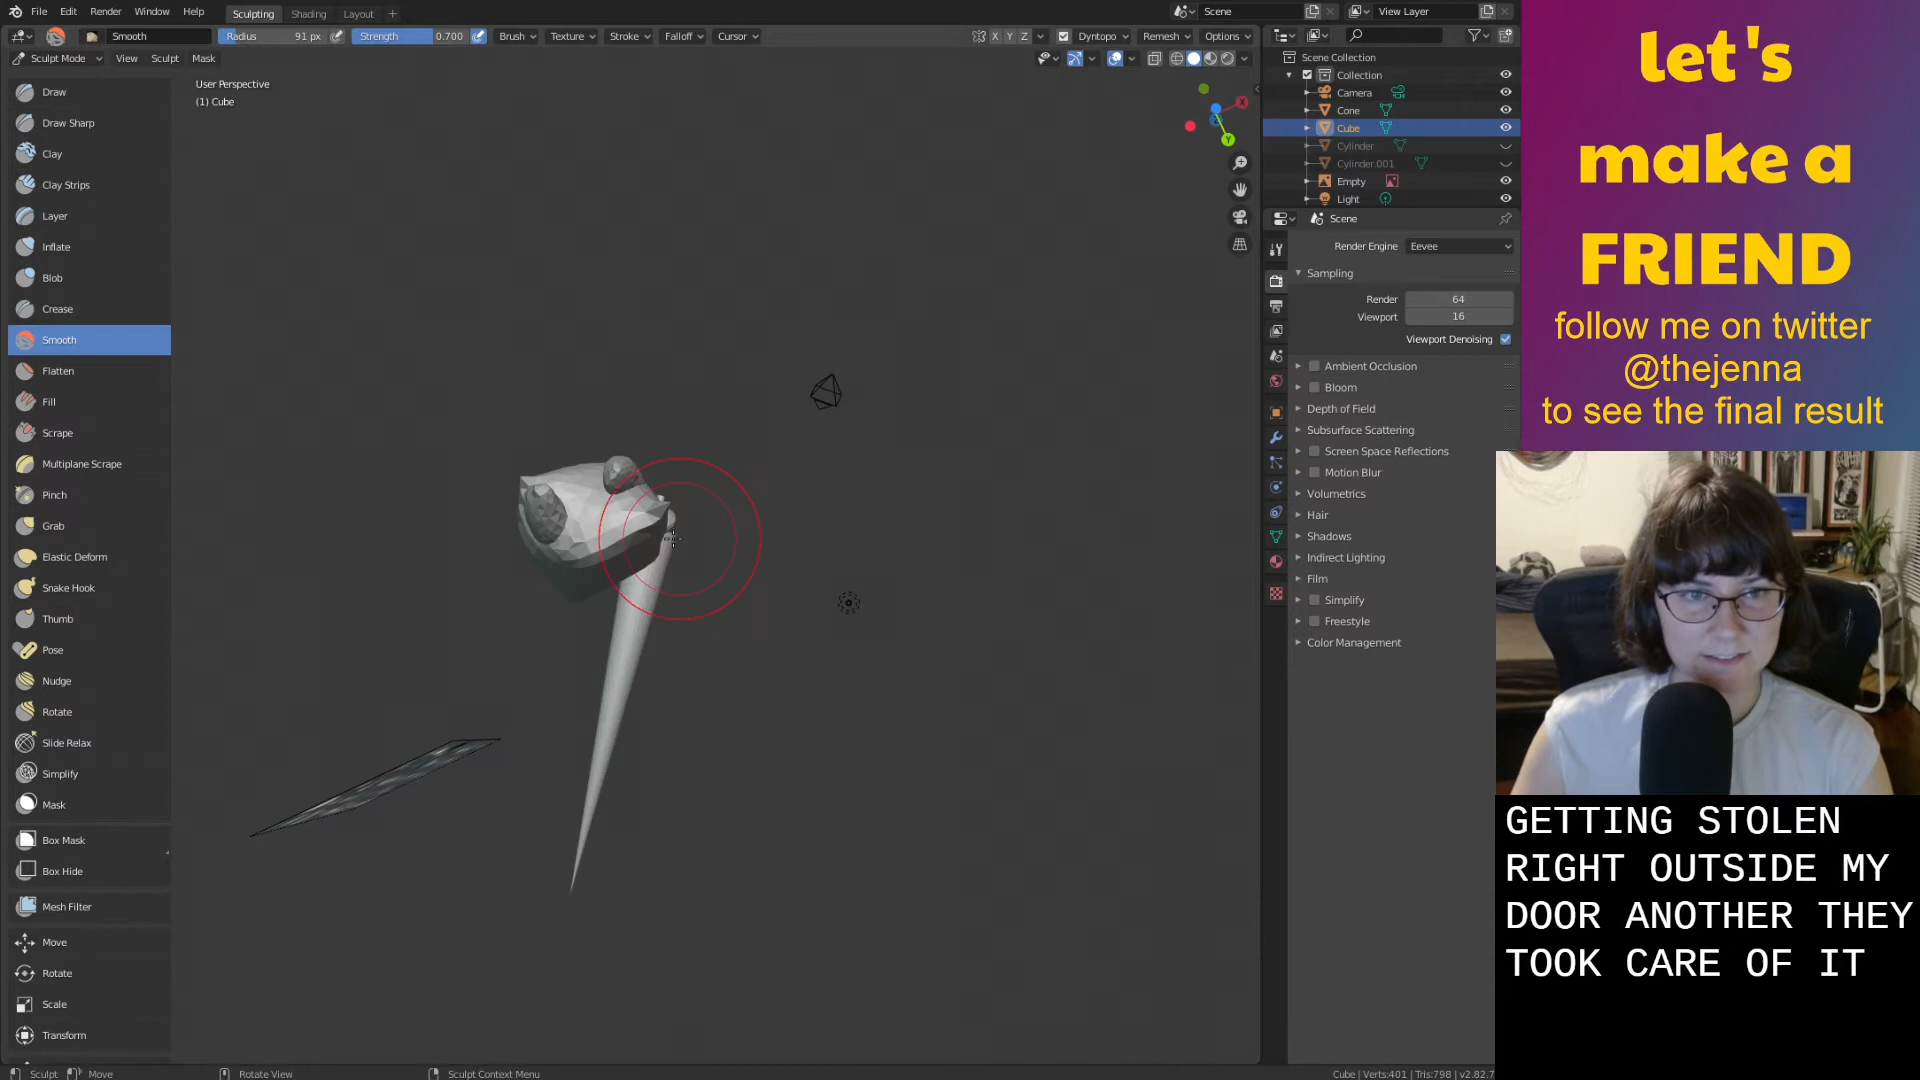 File Edit Render Window Help Sculpting Shading Layout + Scene View Layer
Smooth Radius 91 px Strength 0.700 Brush Texture Stroke Falloff Cursor X Y Z Dyntopo Remesh Options
Sculpt Mode View Sculpt Mask
User Perspective
(1) Cube
Draw
Draw Sharp
Clay
Clay Strips
Layer
Inflate
Blob
Crease
Smooth
Flatten
Fill
Scrape
Multiplane Scrape
Pinch
Grab
Elastic Deform
Snake Hook
Thumb
Pose
Nudge
Rotate
Slide Relax
Simplify
Mask
Box Mask
Box Hide
Mesh Filter
Move
Rotate
Scale
Transform
X
Y
Scene Collection
Collection
Camera
Cone
Cube
Cylinder
Cylinder.001
Empty
Light
Scene
Render Engine Eevee
Sampling
Render 64
Viewport 16
Viewport Denoising
Ambient Occlusion
Bloom
Depth of Field
Subsurface Scattering
Screen Space Reflections
Motion Blur
Volumetrics
Hair
Shadows
Indirect Lighting
Film
Simplify
Freestyle
Color Management
let's
make a
FRIEND
follow me on twitter
@thejenna
to see the final result
GETTING STOLEN
RIGHT OUTSIDE MY
DOOR ANOTHER THEY
TOOK CARE OF IT
Sculpt Move Rotate View Sculpt Context Menu Cube | Verts:401 | Tris:798 | v2.82.7